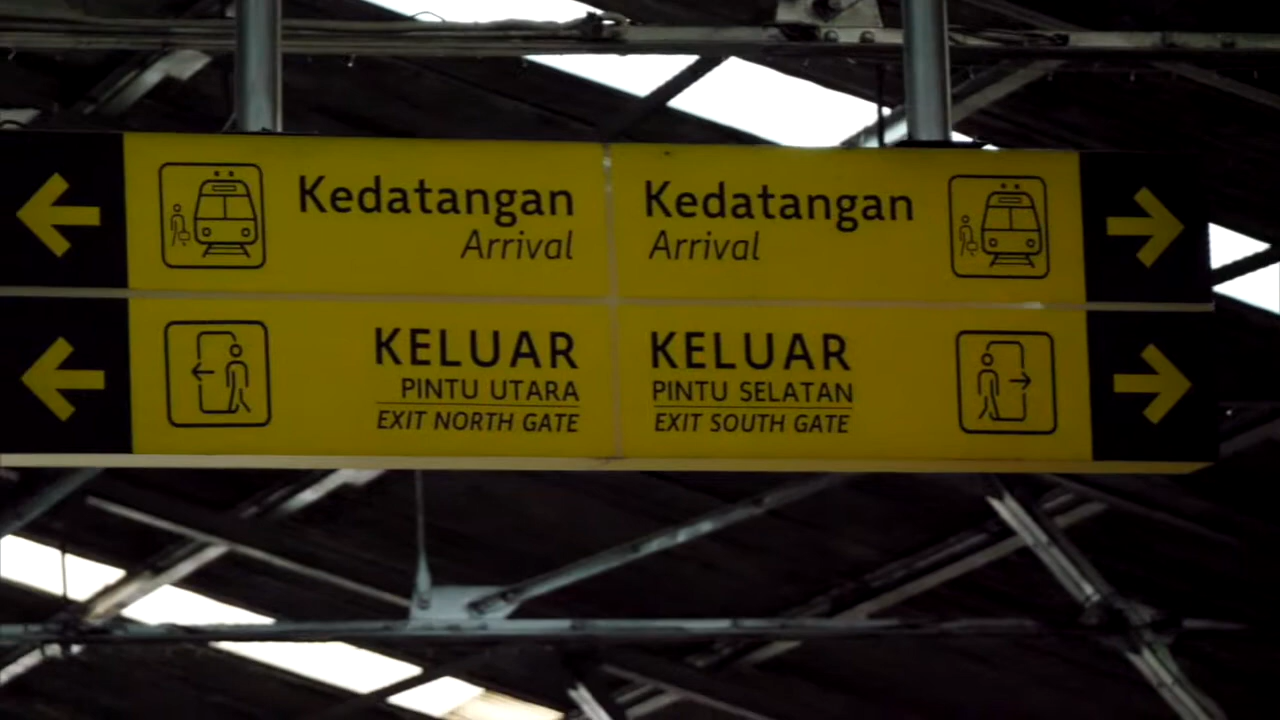 Kedatangan
Arrival
Kedatangan
Arrival
KELUAR
PINTU UTARA
EXIT NORTH GATE
KELUAR
PINTU SELATAN
EXIT SOUTH GATE